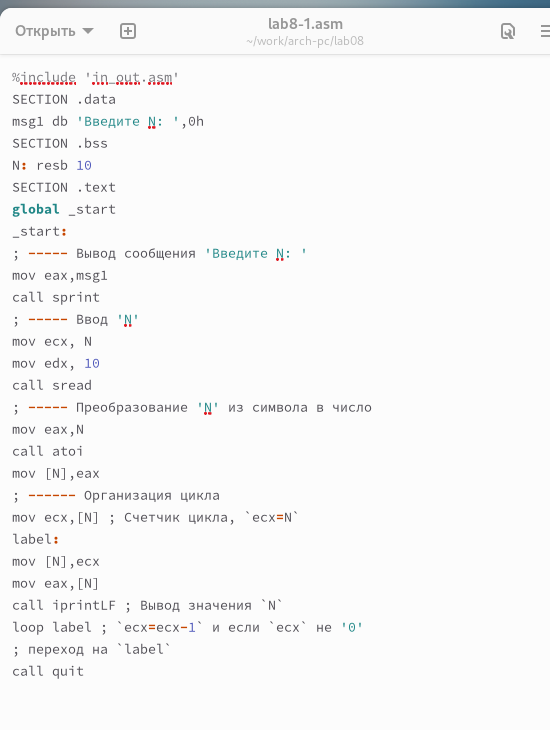 Открыть
lab8-1.asm
~/work/arch-pc/lab08
%include 'in_out.asm'
SECTION .data
msg1 db 'Введите N: ',0h
SECTION .bss
N: resb 10
SECTION .text
global _start
_start:
; ----- Вывод сообщения 'Введите N: '
mov eax,msg1
call sprint
; ----- Ввод 'N'
mov ecx, N
mov edx, 10
call sread
; ----- Преобразование 'N' из символа в число
mov eax,N
call atoi
mov [N],eax
; ------ Организация цикла
mov ecx,[N] ; Счетчик цикла, `ecx=N`
label:
mov [N],ecx
mov eax,[N]
call iprintLF ; Вывод значения `N`
loop label ; `ecx=ecx-1` и если `ecx` не '0'
; переход на `label`
call quit